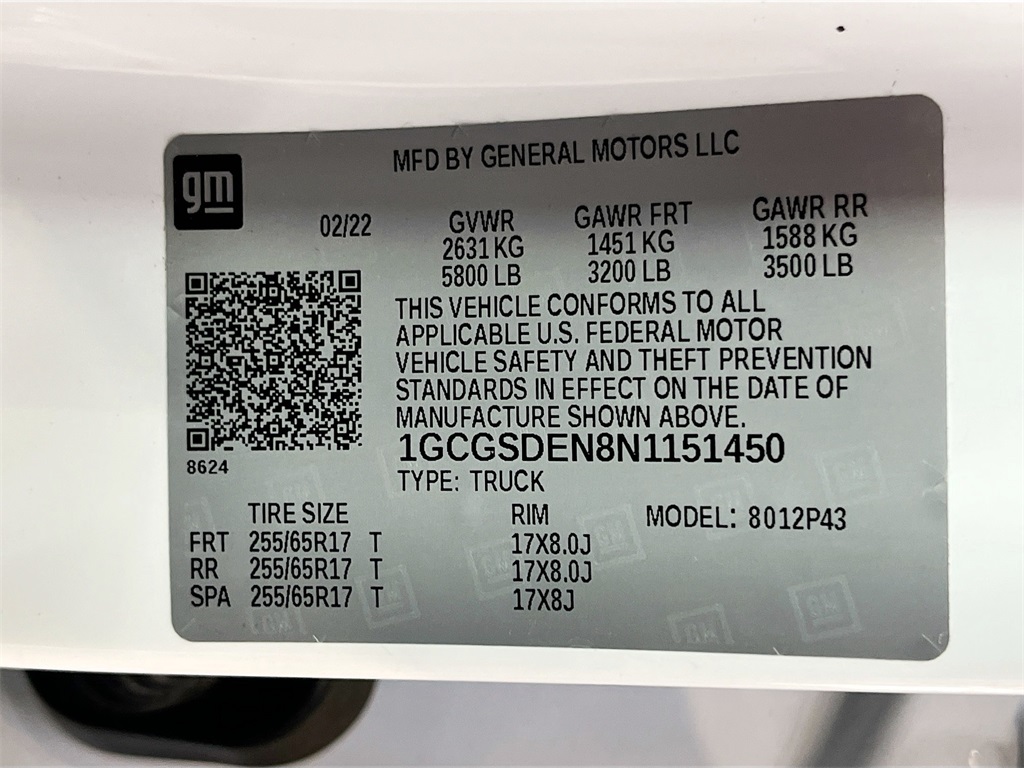 MFD BY GENERAL MOTORS LLC
gm
02/22 GVWR GAWR FRT GAWR RR
2631 KG 1451 KG 1588 KG
5800 LB 3200 LB 3500 LB
THIS VEHICLE CONFORMS TO ALL
APPLICABLE U.S. FEDERAL MOTOR
VEHICLE SAFETY AND THEFT PREVENTION
STANDARDS IN EFFECT ON THE DATE OF
MANUFACTURE SHOWN ABOVE.
1GCGSDEN8N1151450
8624
TYPE: TRUCK
TIRE SIZE RIM MODEL: 8012P43
FRT 255/65R17 T 17X8.0J
RR 255/65R17 T 17X8.0J
SPA 255/65R17 T 17X8J